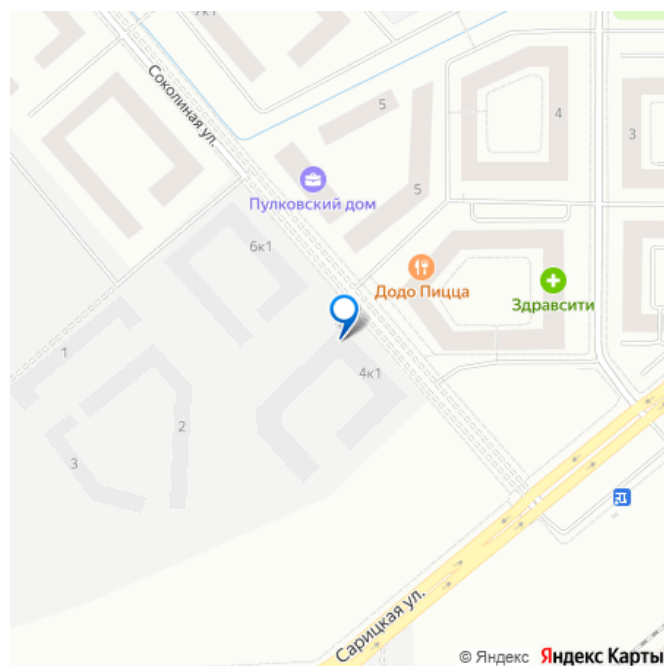 7к1
Соколиная ул.
5
4
3
5
Пулковский дом
6к1
Додо Пицца
Здравсити
1
4к1
2
3
Сарицкая ул.
© Яндекс Яндекс Карты